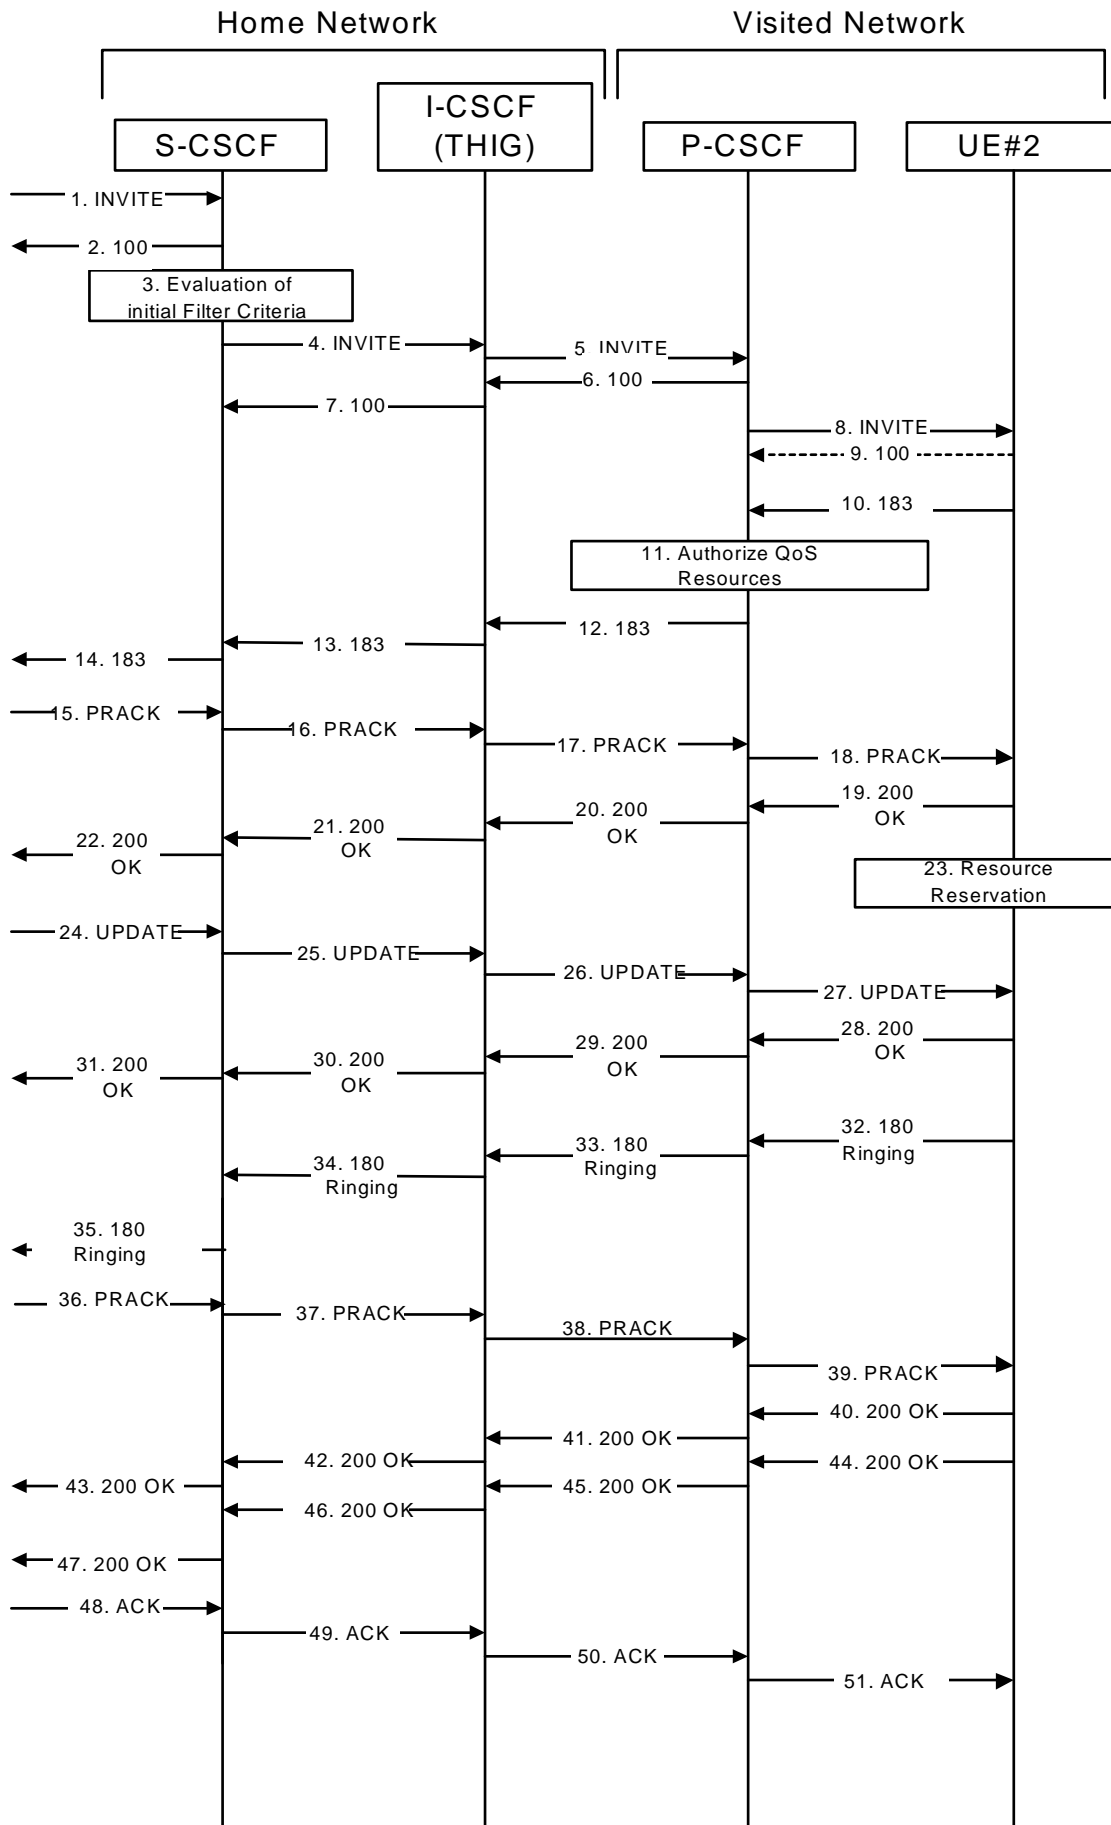 Home Network
Visited Network
I-CSCF
(THIG)
S-CSCF
P-CSCF
UE#2
1. INVITE
2. 100
3. Evaluation of
initial Filter Criteria
4. INVITE
5. INVITE
6. 100
7. 100
8. INVITE
9. 100
10. 183
11. Authorize QoS
Resources
12. 183
13. 183
14. 183
15. PRACK
16. PRACK
17. PRACK
18. PRACK
19. 200
OK
20. 200
OK
21. 200
OK
22. 200
OK
23. Resource
Reservation
24. UPDATE
25. UPDATE
26. UPDATE
27. UPDATE
28. 200
OK
29. 200
OK
30. 200
OK
31. 200
OK
32. 180
Ringing
33. 180
Ringing
34. 180
Ringing
35. 180
Ringing
36. PRACK
37. PRACK
38. PRACK
39. PRACK
40. 200 OK
41. 200 OK
42. 200 OK
43. 200 OK
44. 200 OK
45. 200 OK
46. 200 OK
47. 200 OK
48. ACK
49. ACK
50. ACK
51. ACK